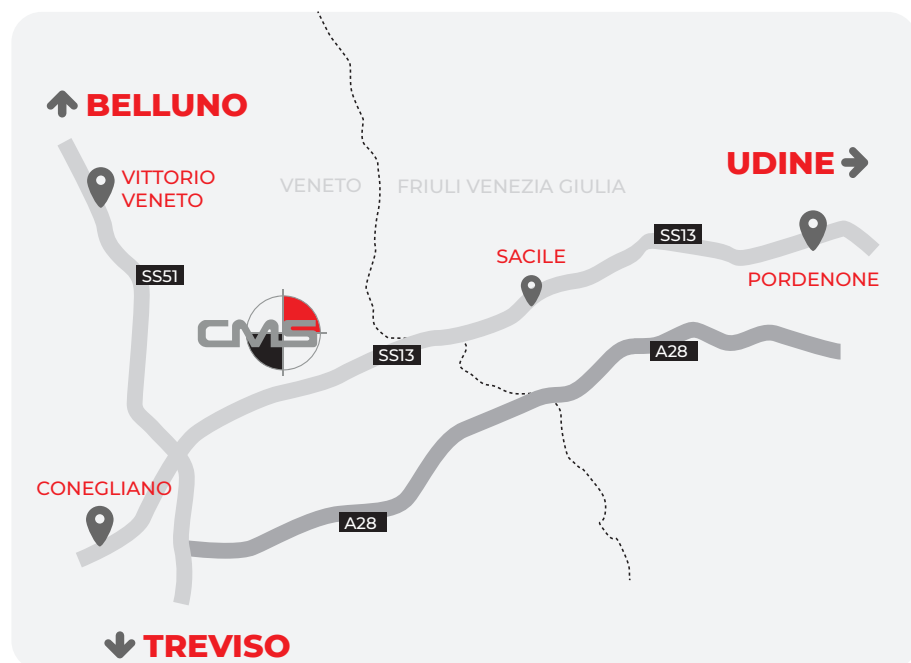 BELLUNO
UDINE
VITTORIO
VENETO
VENETO
FRIULI VENEZIA GIULIA
SS13
SACILE
SS51
PORDENONE
CMS
SS13
A28
CONEGLIANO
A28
TREVISO